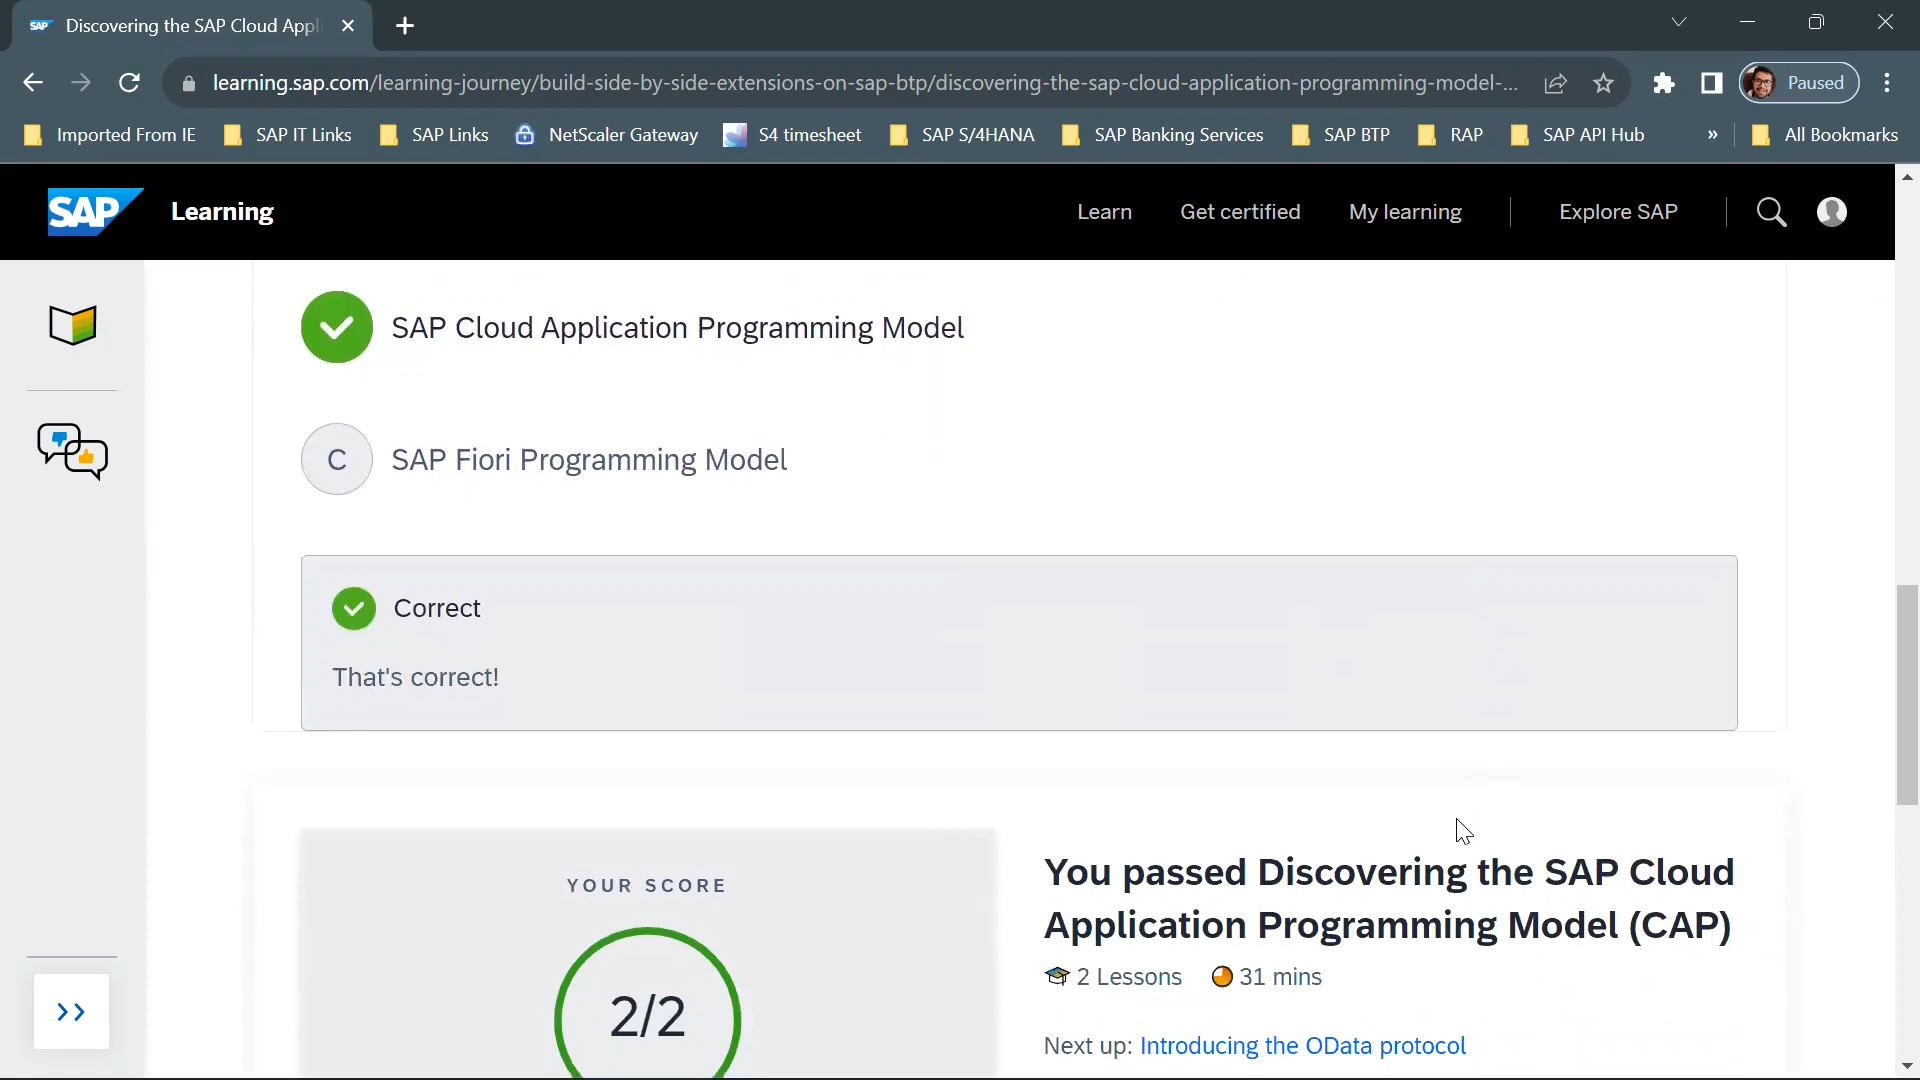 SAP Discovering the SAP Cloud Appl
learning.sap.com/learning-journey/build-side-by-side-extensions-on-sap-btp/discovering-the-sap-cloud-application-programming-model-...
Paused
Imported From IE
SAP IT Links
SAP Links
NetScaler Gateway
S4 timesheet
SAP S/4HANA
SAP Banking Services
SAP BTP
RAP
SAP API Hub
»
All Bookmarks
SAP Learning
Learn
Get certified
My learning
Explore SAP
SAP Cloud Application Programming Model
C SAP Fiori Programming Model
Correct
That's correct!
YOUR SCORE
2/2
You passed Discovering the SAP Cloud
Application Programming Model (CAP)
2 Lessons 31 mins
Next up: Introducing the OData protocol